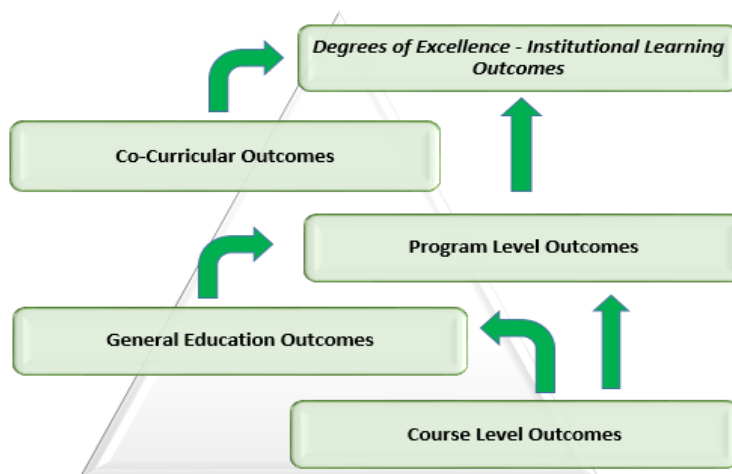 Degrees of Excellence - Institutional Learning
Outcomes
Co-Curricular Outcomes
Program Level Outcomes
General Education Outcomes
Course Level Outcomes